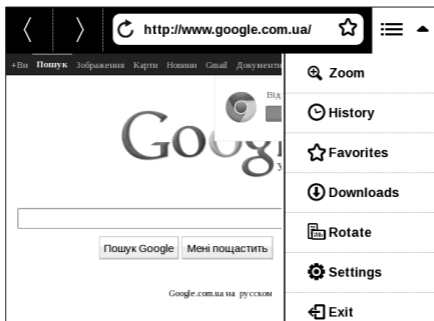 http://www.google.com.ua/
+Ви Пошук Зображення Карти Новини Gmail Документи
Від
Google
Пошук Google Мені пощастить
Google.com.ua на русском
Zoom
History
Favorites
Downloads
Rotate
Settings
Exit